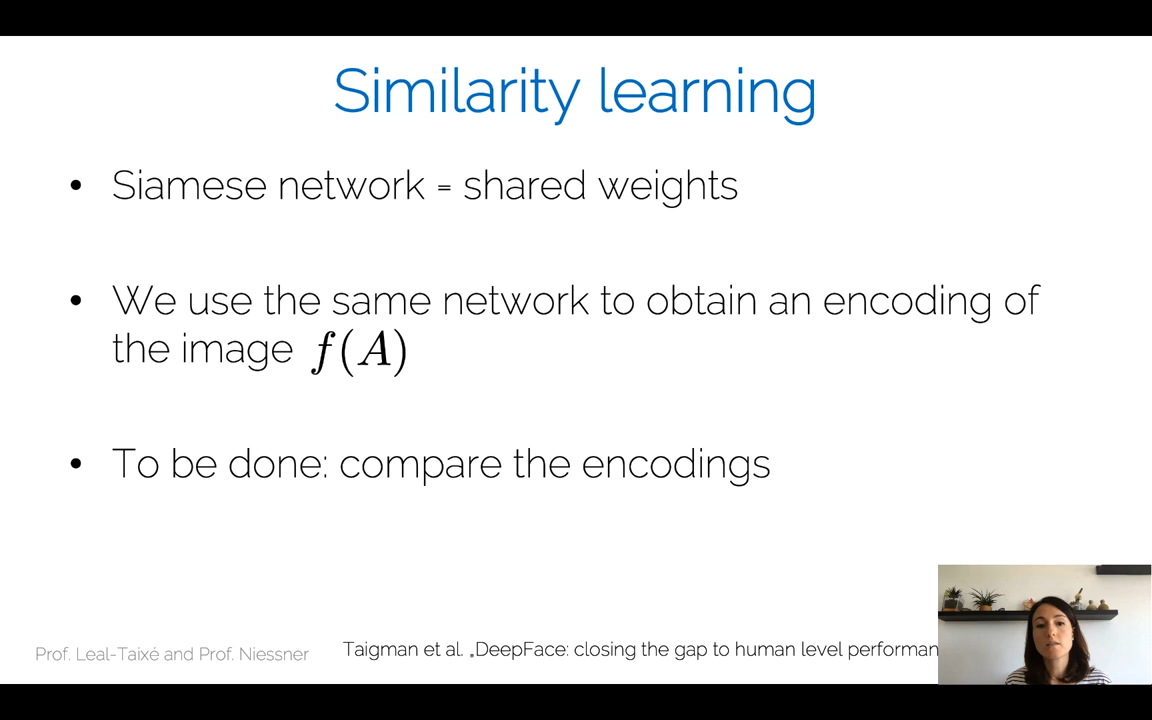 Similarity learning
• Siamese network = shared weights
• We use the same network to obtain an encoding of
the image f(A)
• To be done: compare the encodings
Prof. Leal-Taixé and Prof. Niessner
Taigman et al. „DeepFace: closing the gap to human level performan